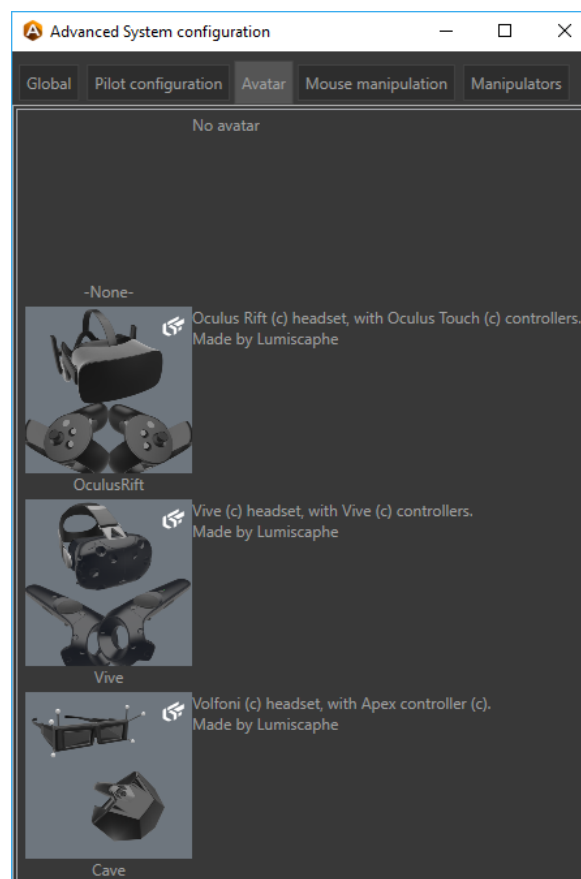 Advanced System configuration
Global
Pilot configuration
Avatar
Mouse manipulation
Manipulators
No avatar
-None-
Oculus Rift (c) headset, with Oculus Touch (c) controllers.
Made by Lumiscaphe
OculusRift
Vive (c) headset, with Vive (c) controllers.
Made by Lumiscaphe
Vive
Volfoni (c) headset, with Apex controller (c).
Made by Lumiscaphe
Cave